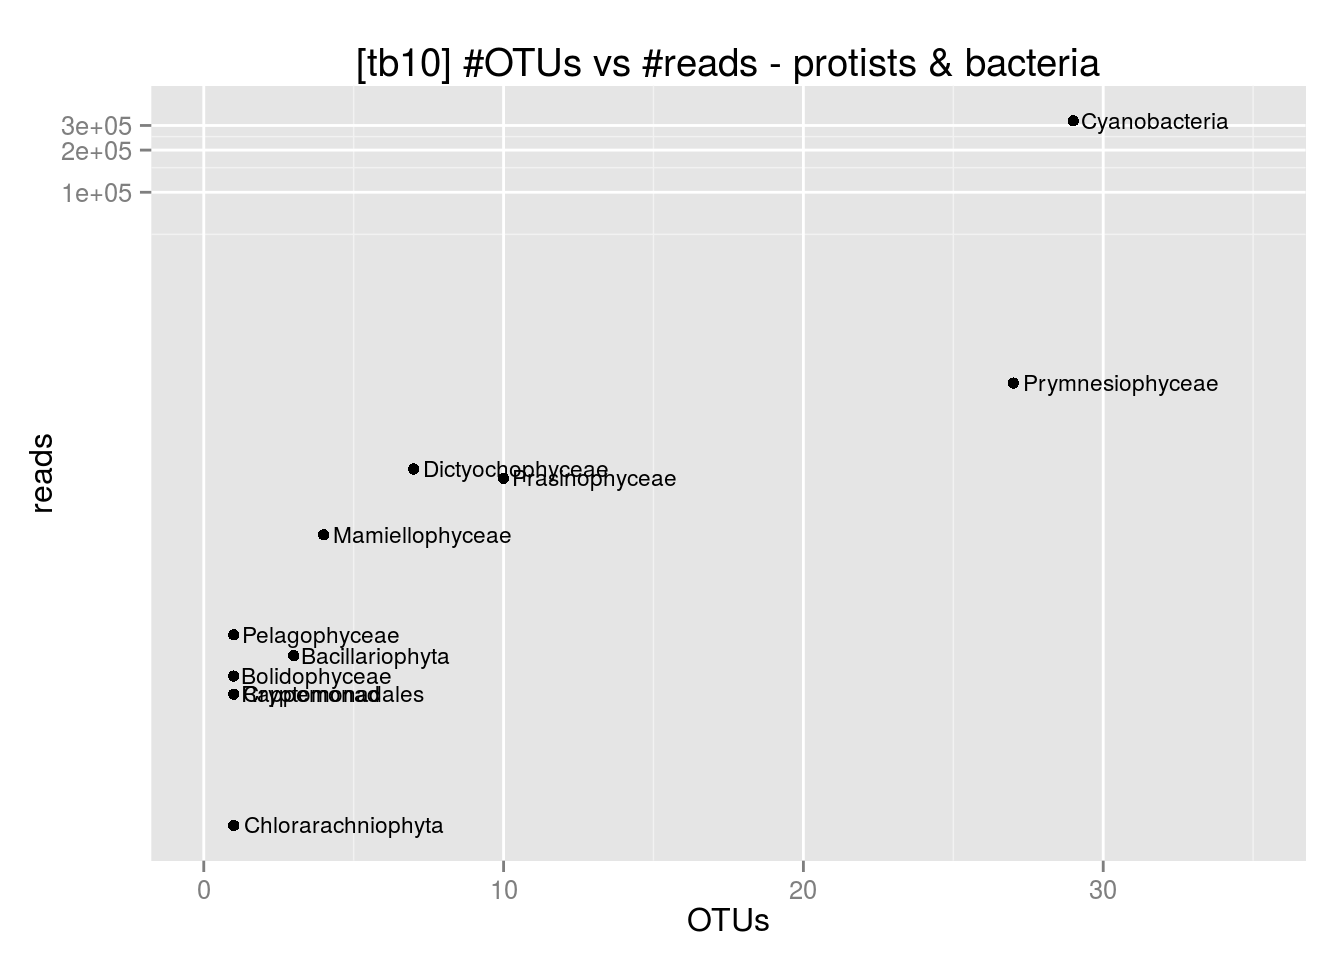 [tb10] #OTUs vs #reads - protists & bacteria
3e+05
2e+05
1e+05
reads
Cyanobacteria
Prymnesiophyceae
Dictyochophyceae
Prasinophyceae
Mamiellophyceae
Pelagophyceae
Bacillariophyta
Bolidophyceae
Chlorarachniophyta
0 10 20 30
OTUs